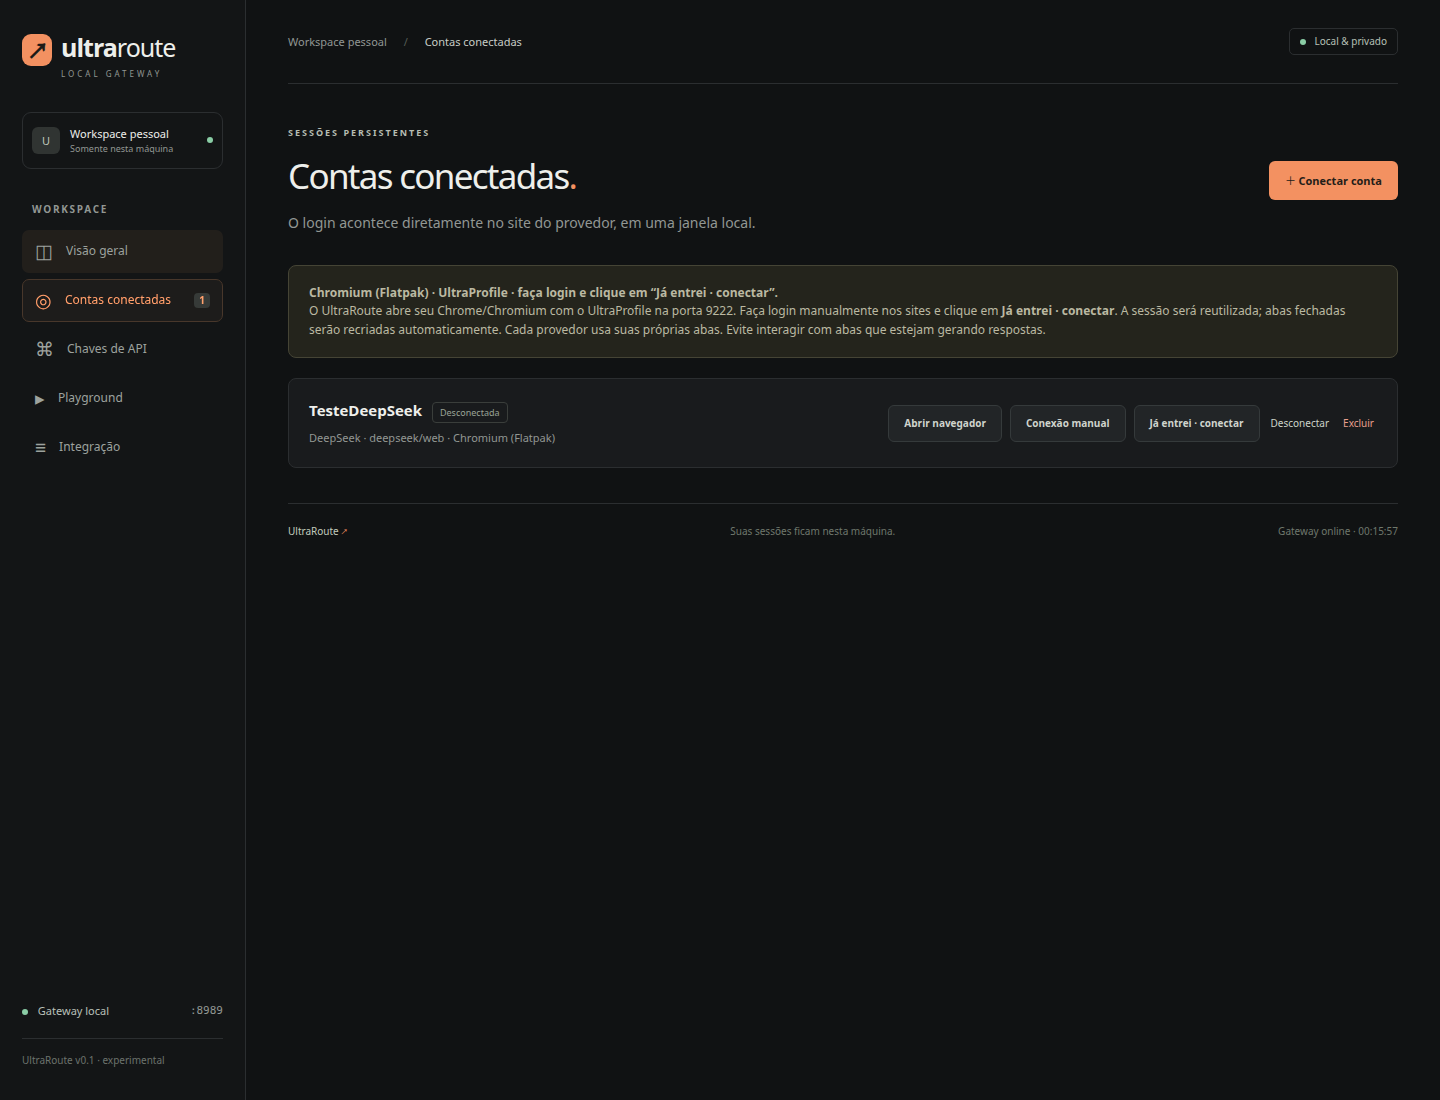 ultraroute
LOCAL GATEWAY
U
Workspace pessoal
Somente nesta máquina
WORKSPACE
Visão geral
Contas conectadas 1
Chaves de API
Playground
Integração
Gateway local :8989
UltraRoute v0.1 · experimental
Workspace pessoal / Contas conectadas
Local & privado
SESSÕES PERSISTENTES
Contas conectadas.
+ Conectar conta
O login acontece diretamente no site do provedor, em uma janela local.
Chromium (Flatpak) · UltraProfile · faça login e clique em “Já entrei · conectar”.
O UltraRoute abre seu Chrome/Chromium com o UltraProfile na porta 9222. Faça login manualmente nos sites e clique em Já entrei · conectar. A sessão será reutilizada; abas fechadas
serão recriadas automaticamente. Cada provedor usa suas próprias abas. Evite interagir com abas que estejam gerando respostas.
TesteDeepSeek Desconectada
DeepSeek · deepseek/web · Chromium (Flatpak)
Abrir navegador Conexão manual Já entrei · conectar Desconectar Excluir
UltraRoute ↗ Suas sessões ficam nesta máquina. Gateway online · 00:15:57